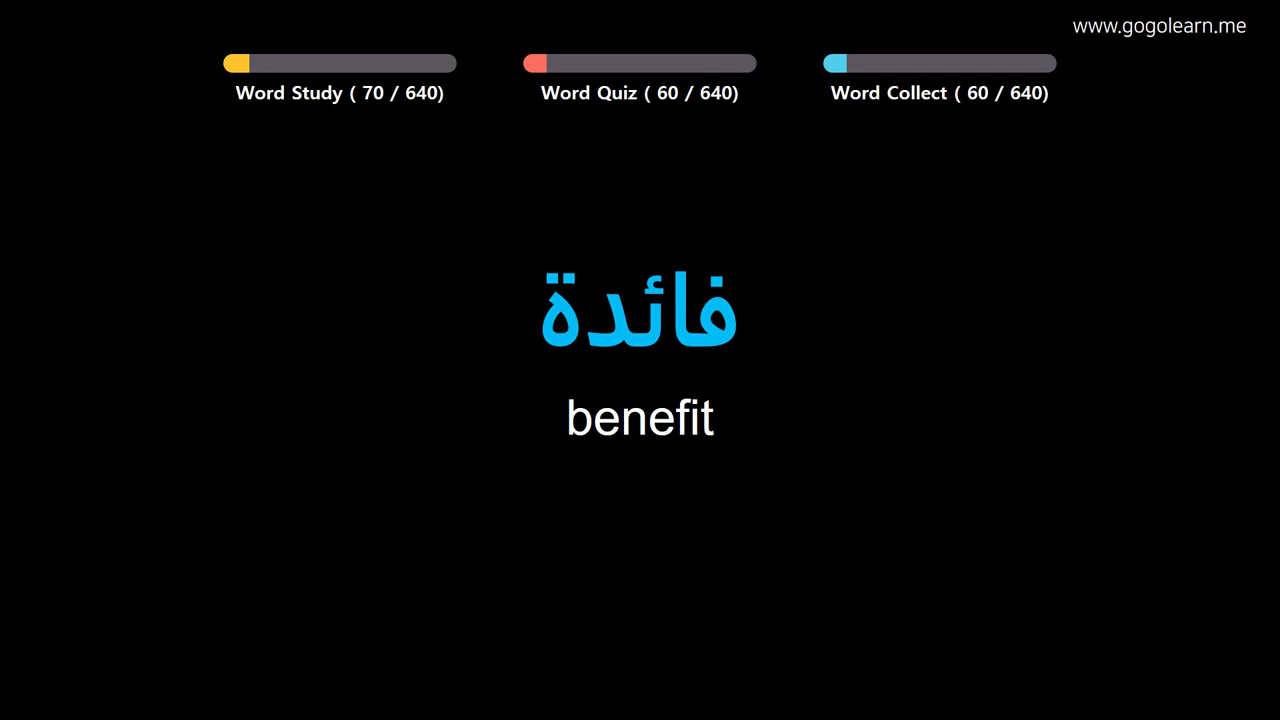 www.gogolearn.me
Word Study ( 70 / 640)
Word Quiz ( 60 / 640)
Word Collect ( 60 / 640)
فائدة
benefit